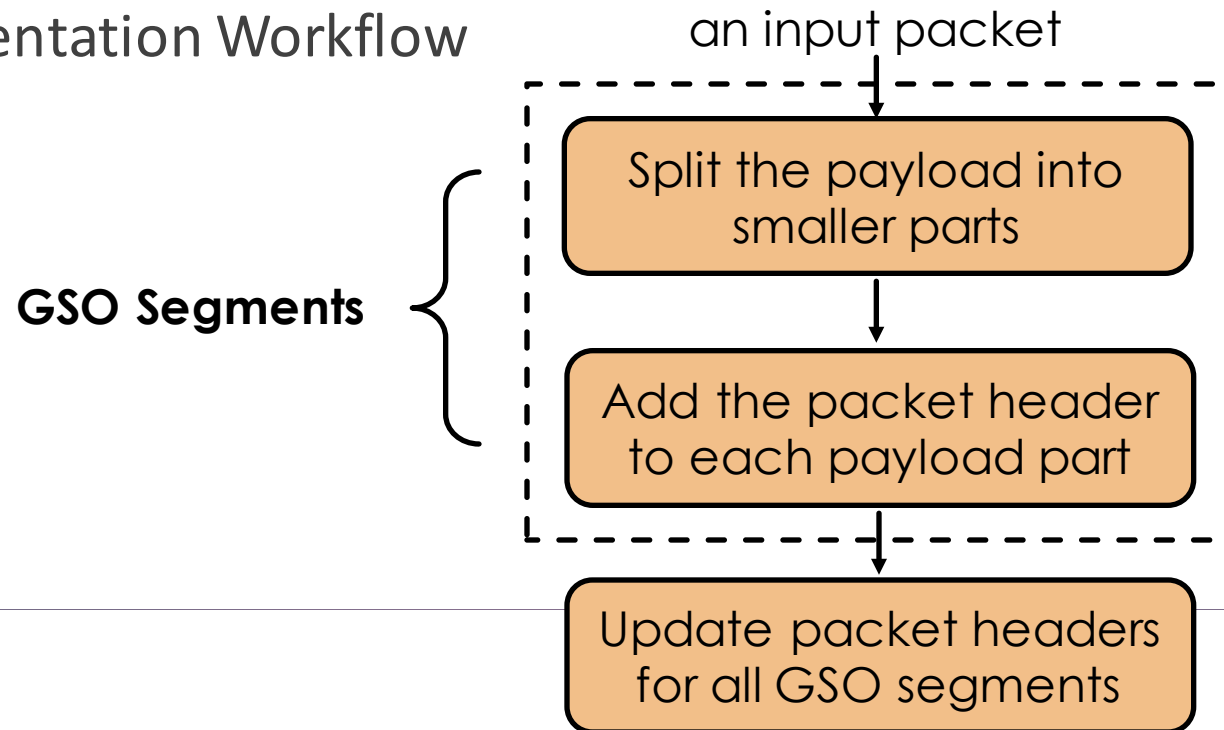 entation Workflow
an input packet
Split the payload into
smaller parts
GSO Segments
Add the packet header
to each payload part
Update packet headers
for all GSO segments